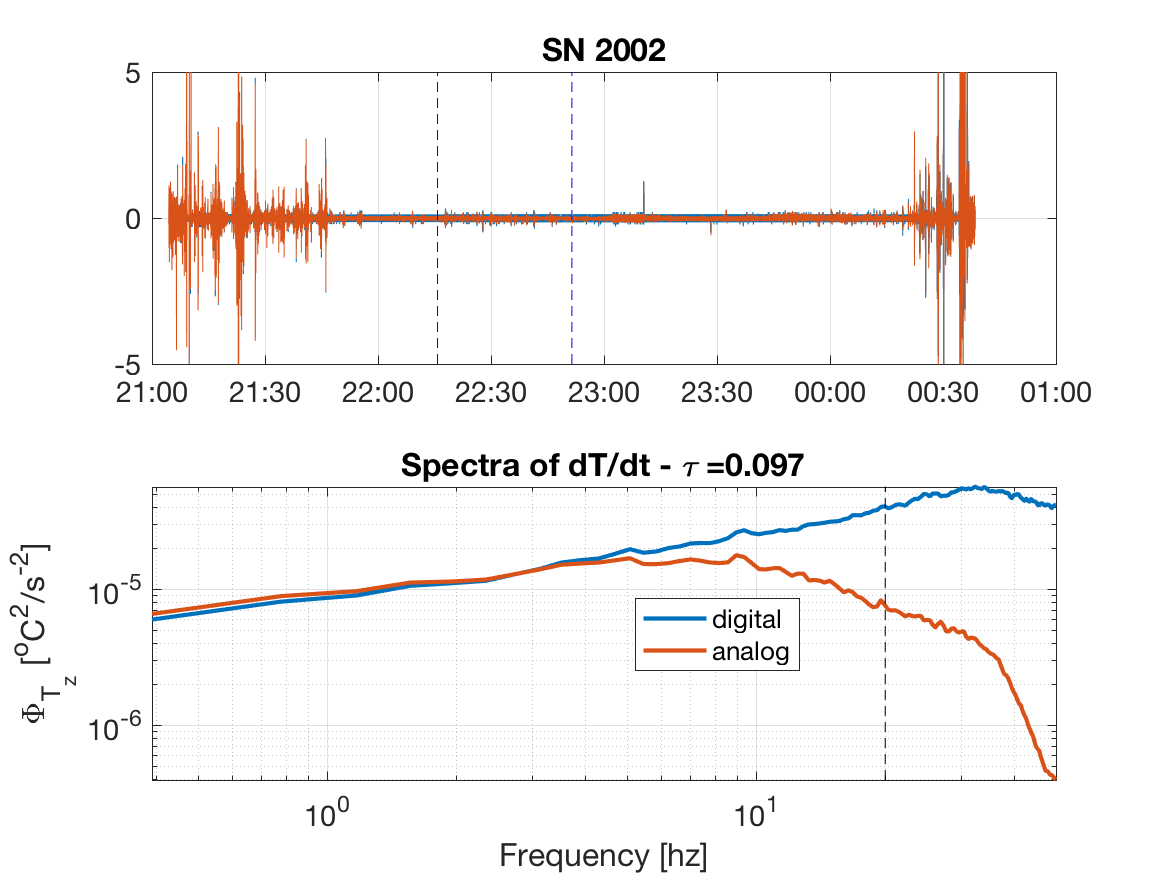 SN 2002
5
0
-5
21:00 21:30 22:00 22:30 23:00 23:30 00:00 00:30 01:00
Spectra of dT/dt - τ =0.097
Φ_{T_z} [°C²/s⁻²]
10⁻⁵
10⁻⁶
digital
analog
10⁰ 10¹
Frequency [hz]